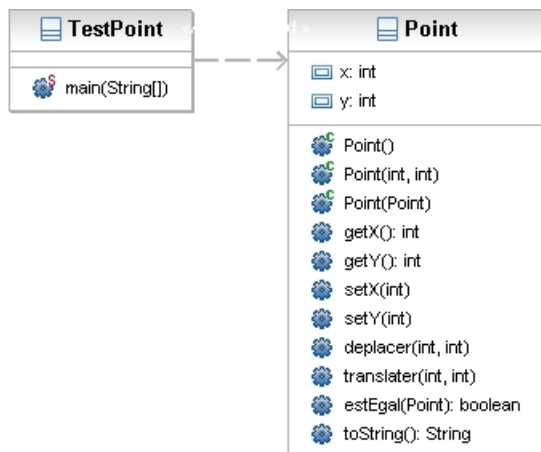 TestPoint
main(String[])
Point
x: int
y: int
Point()
Point(int, int)
Point(Point)
getX(): int
getY(): int
setX(int)
setY(int)
deplacer(int, int)
translater(int, int)
estEgal(Point): boolean
toString(): String